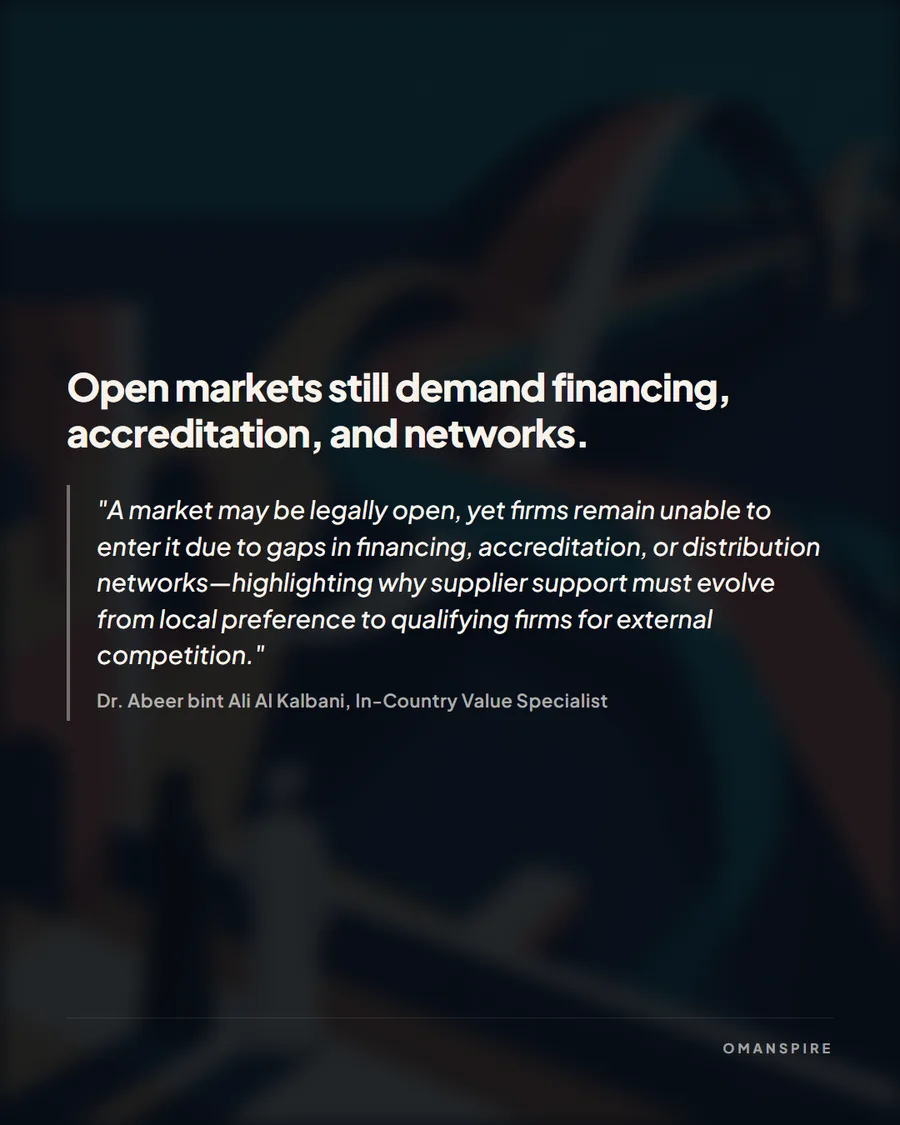 Open markets still demand financing,
accreditation, and networks.
"A market may be legally open, yet firms remain unable to
enter it due to gaps in financing, accreditation, or distribution
networks—highlighting why supplier support must evolve
from local preference to qualifying firms for external
competition."
Dr. Abeer bint Ali Al Kalbani, In-Country Value Specialist
OMANSPIRE